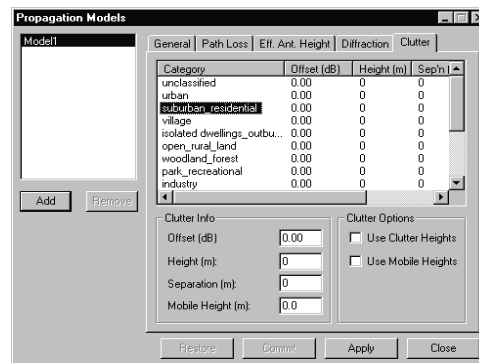 Propagation Models
Model1
Add
Remove
General
Path Loss
Eff. Ant. Height
Diffraction
Clutter
Category Offset (dB) Height (m) Sep'n
unclassified 0.00 0 0
urban 0.00 0 0
suburban_residential 0.00 0 0
village 0.00 0 0
isolated dwellings_outbu... 0.00 0 0
open_rural_land 0.00 0 0
woodland_forest 0.00 0 0
park_recreational 0.00 0 0
industry 0.00 0 0
Clutter Info
Offset (dB) 0.00
Height (m): 0
Separation (m): 0
Mobile Height (m): 0.0
Clutter Options
Use Clutter Heights
Use Mobile Heights
Restore
Commit
Apply
Close